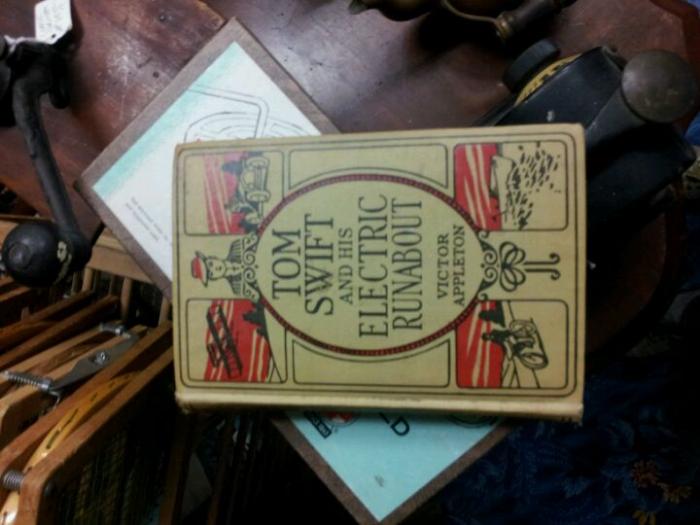 TOM
SWIFT
AND HIS
ELECTRIC
RUNABOUT
VICTOR
APPLETON